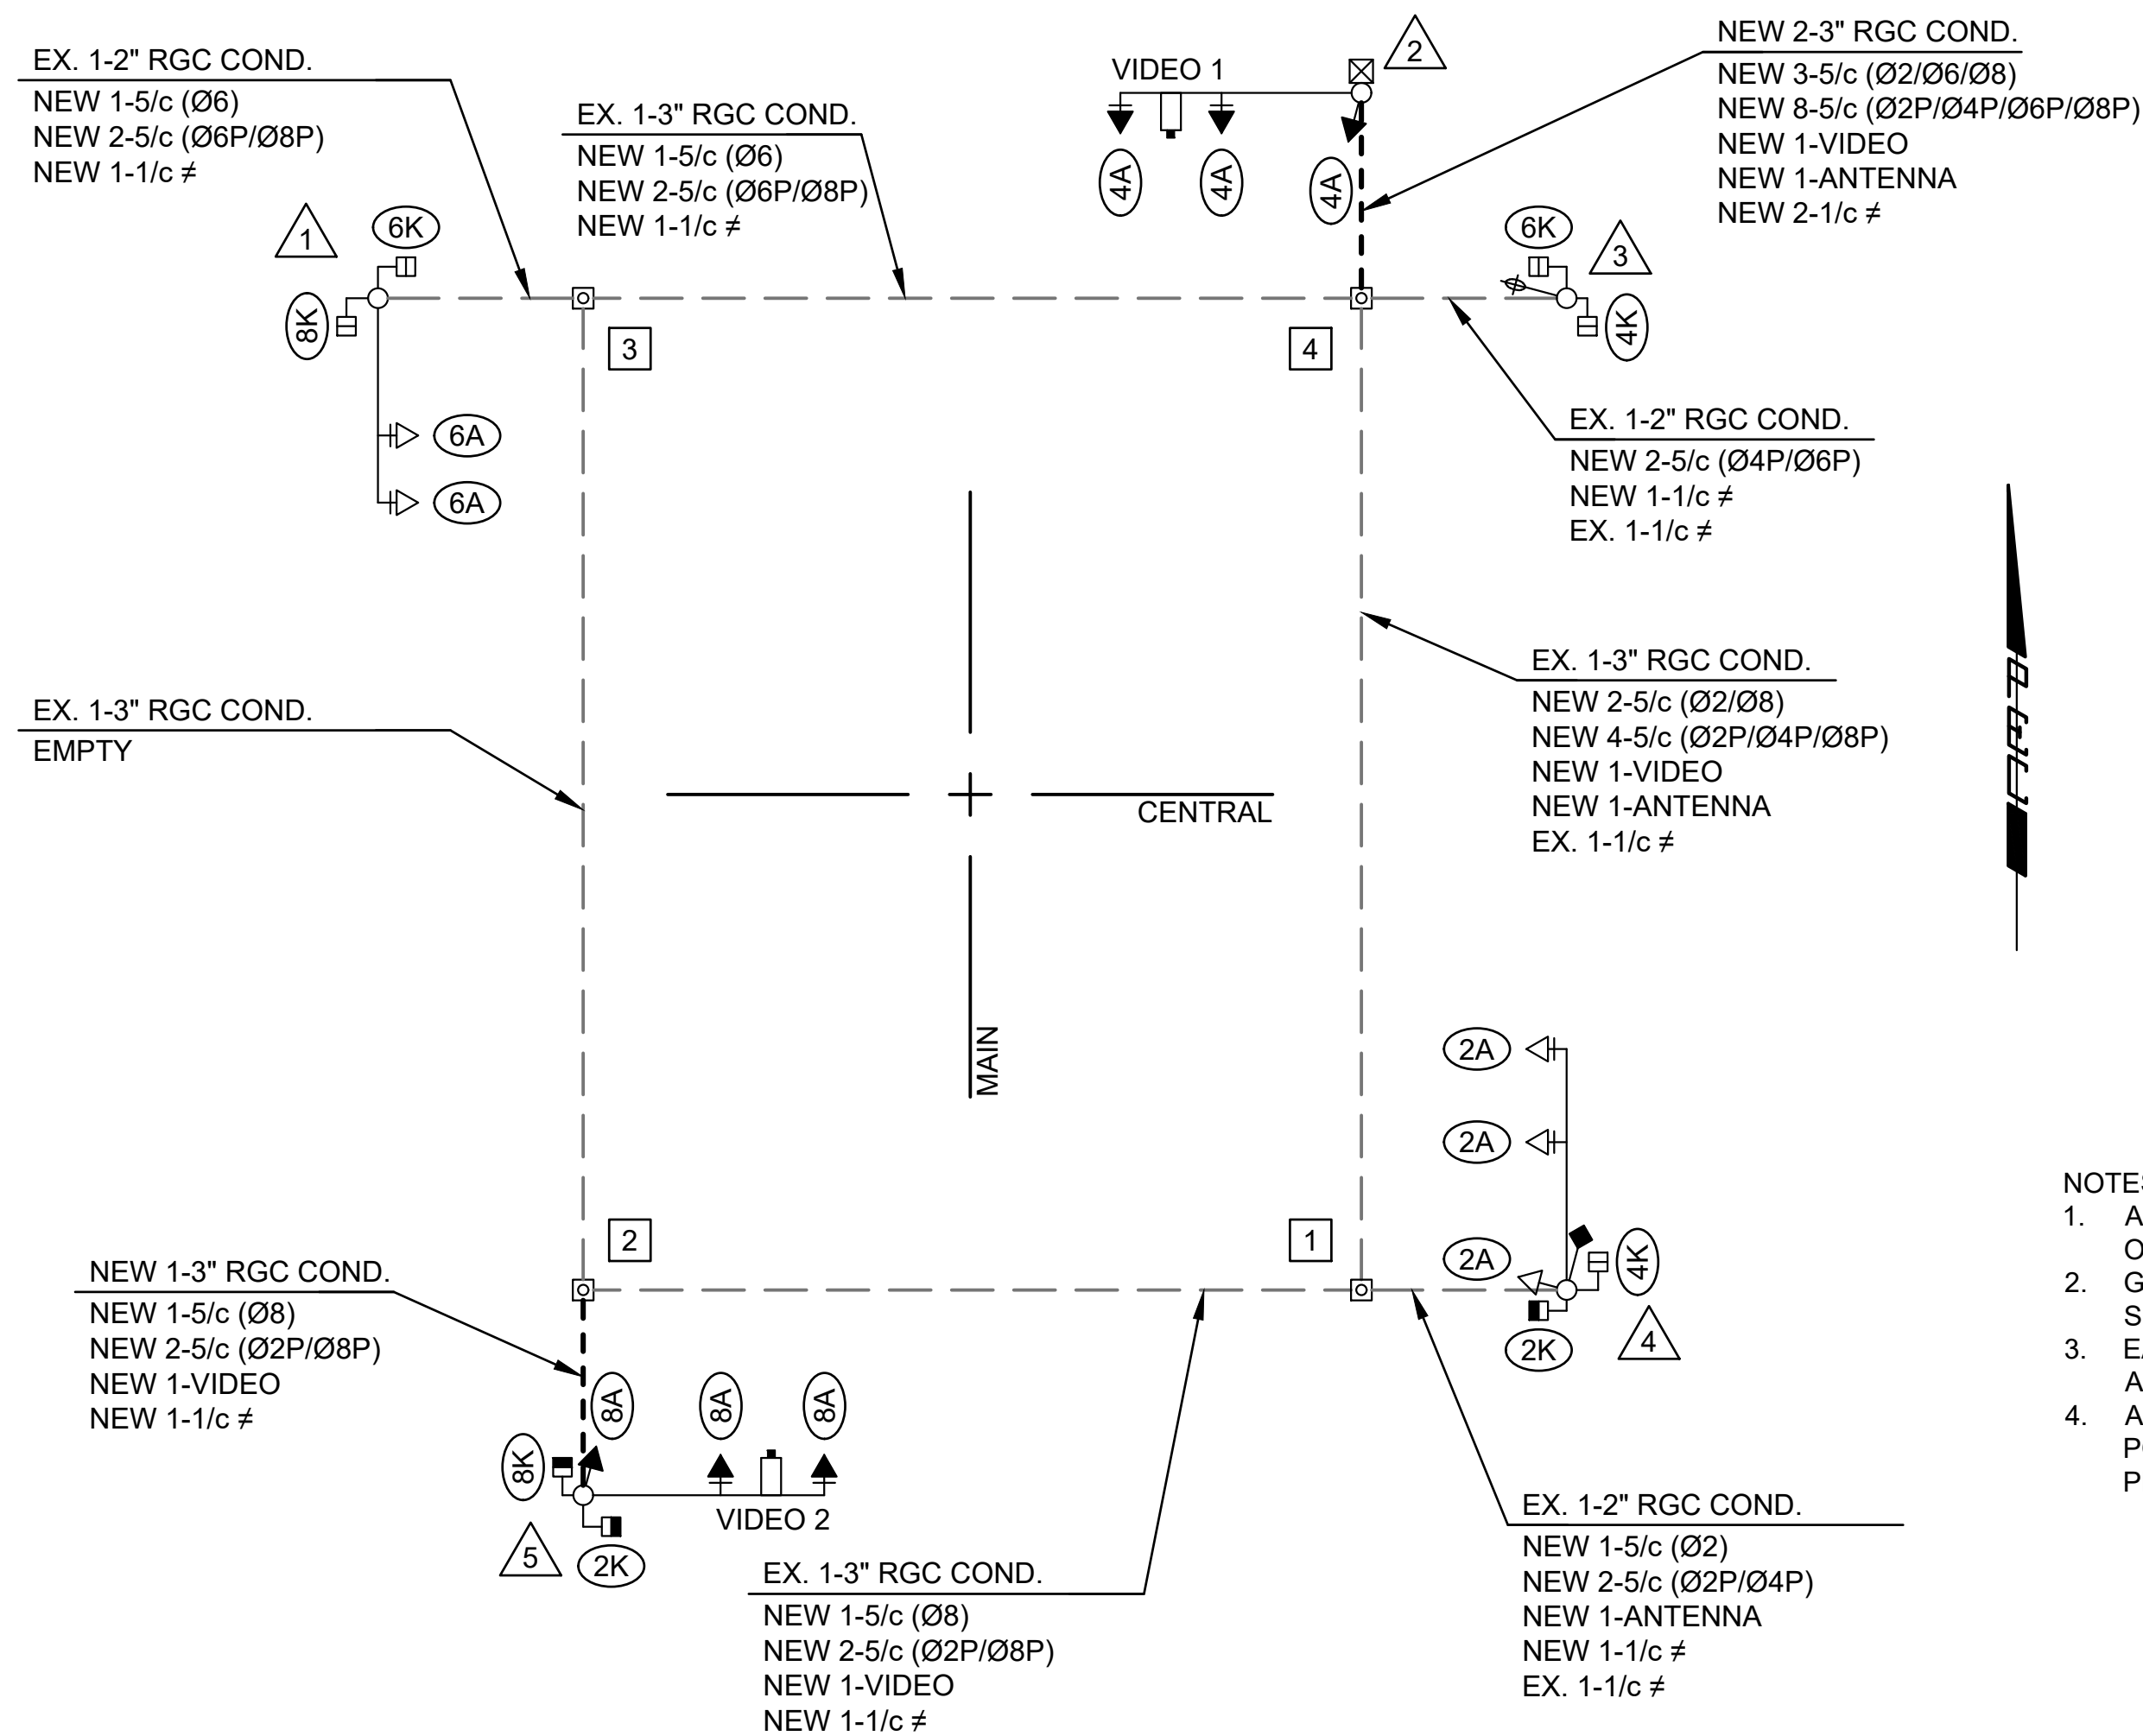 EX. 1-2" RGC COND.
NEW 1-5/c (Ø6)
NEW 2-5/c (Ø6P/Ø8P)
NEW 1-1/c ≠
EX. 1-3" RGC COND.
NEW 1-5/c (Ø6)
NEW 2-5/c (Ø6P/Ø8P)
NEW 1-1/c ≠
VIDEO 1
2
4A
4A
4A
NEW 2-3" RGC COND.
NEW 3-5/c (Ø2/Ø6/Ø8)
NEW 8-5/c (Ø2P/Ø4P/Ø6P/Ø8P)
NEW 1-VIDEO
NEW 1-ANTENNA
NEW 2-1/c ≠
1
6K
8K
6A
6A
3
4
6K
3
4K
EX. 1-2" RGC COND.
NEW 2-5/c (Ø4P/Ø6P)
NEW 1-1/c ≠
EX. 1-1/c ≠
EX. 1-3" RGC COND.
EMPTY
CENTRAL
MAIN
EX. 1-3" RGC COND.
NEW 2-5/c (Ø2/Ø8)
NEW 4-5/c (Ø2P/Ø4P/Ø8P)
NEW 1-VIDEO
NEW 1-ANTENNA
EX. 1-1/c ≠
2A
2A
2A
4K
2K
4
2
1
NEW 1-3" RGC COND.
NEW 1-5/c (Ø8)
NEW 2-5/c (Ø2P/Ø8P)
NEW 1-VIDEO
NEW 1-1/c ≠
8A
8A
8A
8K
VIDEO 2
5
2K
EX. 1-3" RGC COND.
NEW 1-5/c (Ø8)
NEW 2-5/c (Ø2P/Ø8P)
NEW 1-VIDEO
NEW 1-1/c ≠
EX. 1-2" RGC COND.
NEW 1-5/c (Ø2)
NEW 2-5/c (Ø2P/Ø4P)
NEW 1-ANTENNA
NEW 1-1/c ≠
EX. 1-1/c ≠
NOTES
1. A
O
2. G
S
3.
A
4. A
P